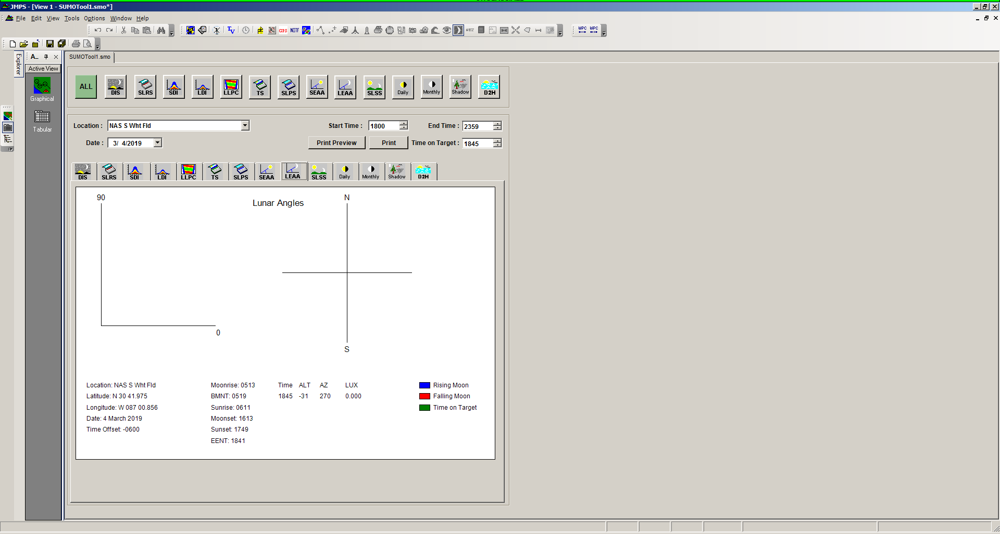 JMPS - [View 1 - SUMOTool1.smo*]
File Edit View Tools Options Window Help
GPS NITF WEZ WPC WPC
Explorer
A...
Active View
Graphical
Tabular
SUMOTool1.smo
ALL DIS SLRS SDI LDI LLPC TS SLPS SEAA LEAA SLSS Daily Monthly Shadow D2H
Location : NAS S Wht Fld Start Time : 1800 End Time : 2359
Date : 3/ 4/2019 Print Preview Print Time on Target : 1845
DIS SLRS SDI LDI LLPC TS SLPS SEAA LEAA SLSS Daily Monthly Shadow D2H
90
Lunar Angles
N
0
S
Location: NAS S Wht Fld
Latitude: N 30 41.975
Longitude: W 087 00.856
Date: 4 March 2019
Time Offset: -0600
Moonrise: 0513
BMNT: 0519
Sunrise: 0611
Moonset: 1613
Sunset: 1749
EENT: 1841
Time ALT AZ LUX
1845 -31 270 0.000
Rising Moon
Falling Moon
Time on Target